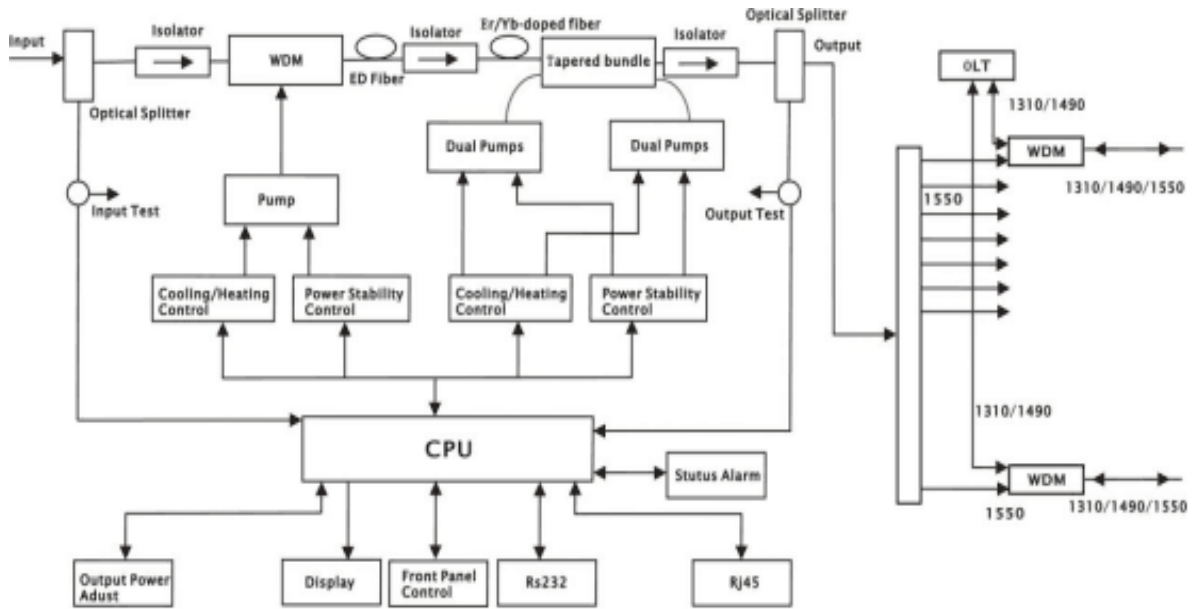 Input
Optical Splitter
Isolator
WDM
ED Fiber
Isolator
Er/Yb-doped fiber
Tapered bundle
Isolator
Optical Splitter
Output
OLT
1310/1490
WDM
1310/1490/1550
1550
Dual Pumps
Dual Pumps
Pump
Input Test
Output Test
Cooling/Heating
Control
Power Stability
Control
Cooling/Heating
Control
Power Stability
Control
1310/1490
WDM
1310/1490/1550
1550
CPU
Stutus Alarm
Output Power
Adust
Display
Front Panel
Control
Rs232
Rj45